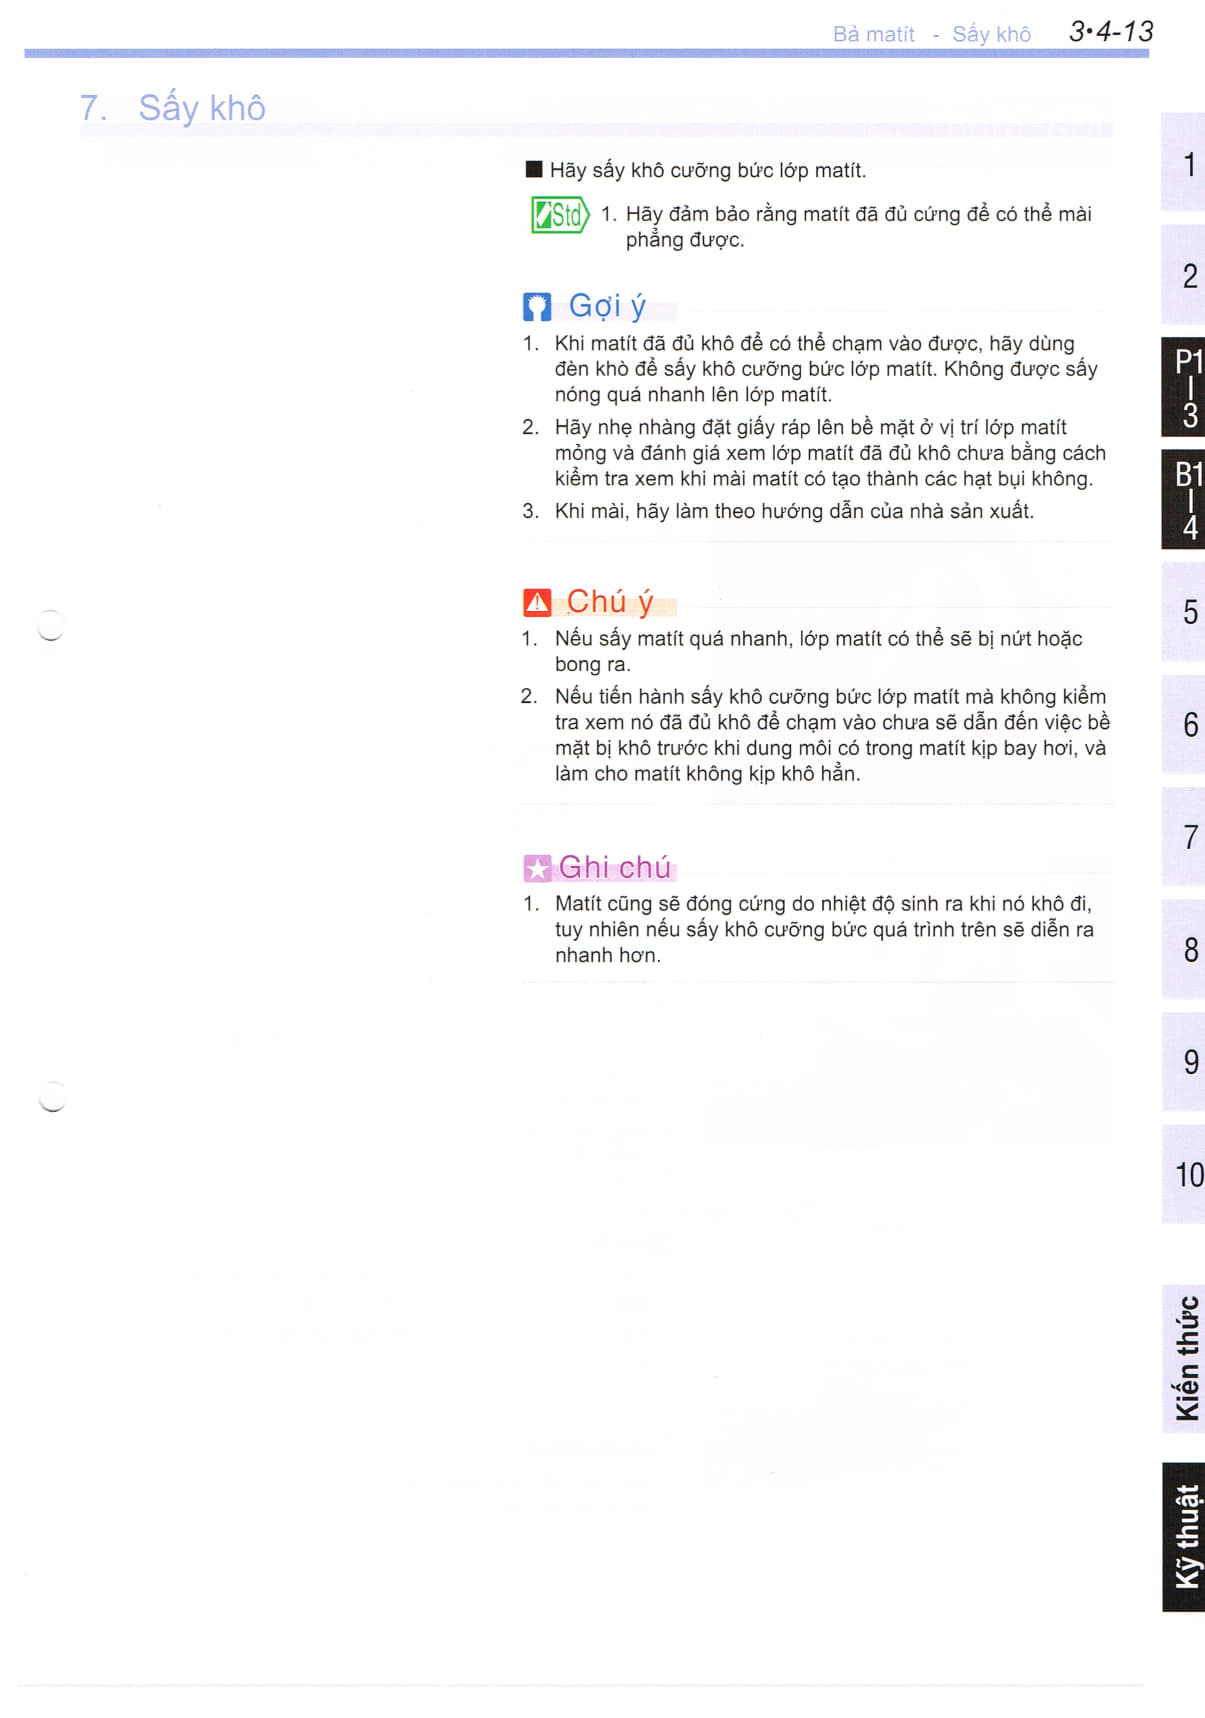 Bả matít - Sấy khô 3•4-13
7. Sấy khô
■ Hãy sấy khô cưỡng bức lớp matít.
Std 1. Hãy đảm bảo rằng matít đã đủ cứng để có thể mài
phẳng được.
Gợi ý
1. Khi matít đã đủ khô để có thể chạm vào được, hãy dùng
đèn khò để sấy khô cưỡng bức lớp matít. Không được sấy
nóng quá nhanh lên lớp matít.
2. Hãy nhẹ nhàng đặt giấy ráp lên bề mặt ở vị trí lớp matít
mỏng và đánh giá xem lớp matít đã đủ khô chưa bằng cách
kiểm tra xem khi mài matít có tạo thành các hạt bụi không.
3. Khi mài, hãy làm theo hướng dẫn của nhà sản xuất.
Chú ý
1. Nếu sấy matít quá nhanh, lớp matít có thể sẽ bị nứt hoặc
bong ra.
2. Nếu tiến hành sấy khô cưỡng bức lớp matít mà không kiểm
tra xem nó đã đủ khô để chạm vào chưa sẽ dẫn đến việc bề
mặt bị khô trước khi dung môi có trong matít kịp bay hơi, và
làm cho matít không kịp khô hẳn.
Ghi chú
1. Matít cũng sẽ đóng cứng do nhiệt độ sinh ra khi nó khô đi,
tuy nhiên nếu sấy khô cưỡng bức quá trình trên sẽ diễn ra
nhanh hơn.
1
2
P1
|
3
B1
|
4
5
6
7
8
9
10
Kiến thức
Kỹ thuật